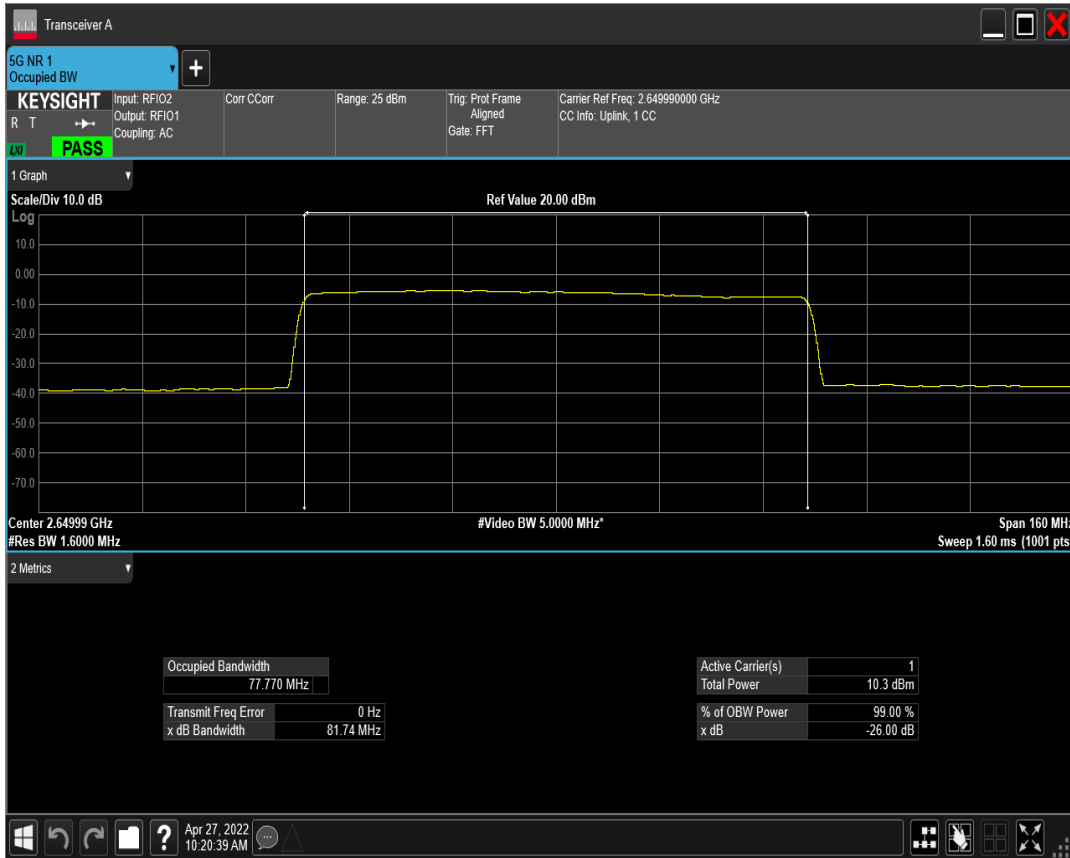 Transceiver A
5G NR 1
Occupied BW
+
KEYSIGHT
R T
LXI
PASS
Input: RFIO2
Output: RFIO1
Coupling: AC
Corr CCorr
Range: 25 dBm
Trig: Prot Frame
Aligned
Gate: FFT
Carrier Ref Freq: 2.649990000 GHz
CC Info: Uplink, 1 CC
1 Graph
Scale/Div 10.0 dB
Ref Value 20.00 dBm
Log
10.0
0.00
-10.0
-20.0
-30.0
-40.0
-50.0
-60.0
-70.0
Center 2.64999 GHz
#Video BW 5.0000 MHz*
Span 160 MHz
#Res BW 1.6000 MHz
Sweep 1.60 ms (1001 pts
2 Metrics
Occupied Bandwidth
77.770 MHz
Transmit Freq Error 0 Hz
x dB Bandwidth 81.74 MHz
Active Carrier(s) 1
Total Power 10.3 dBm
% of OBW Power 99.00 %
x dB -26.00 dB
?
Apr 27, 2022
10:20:39 AM